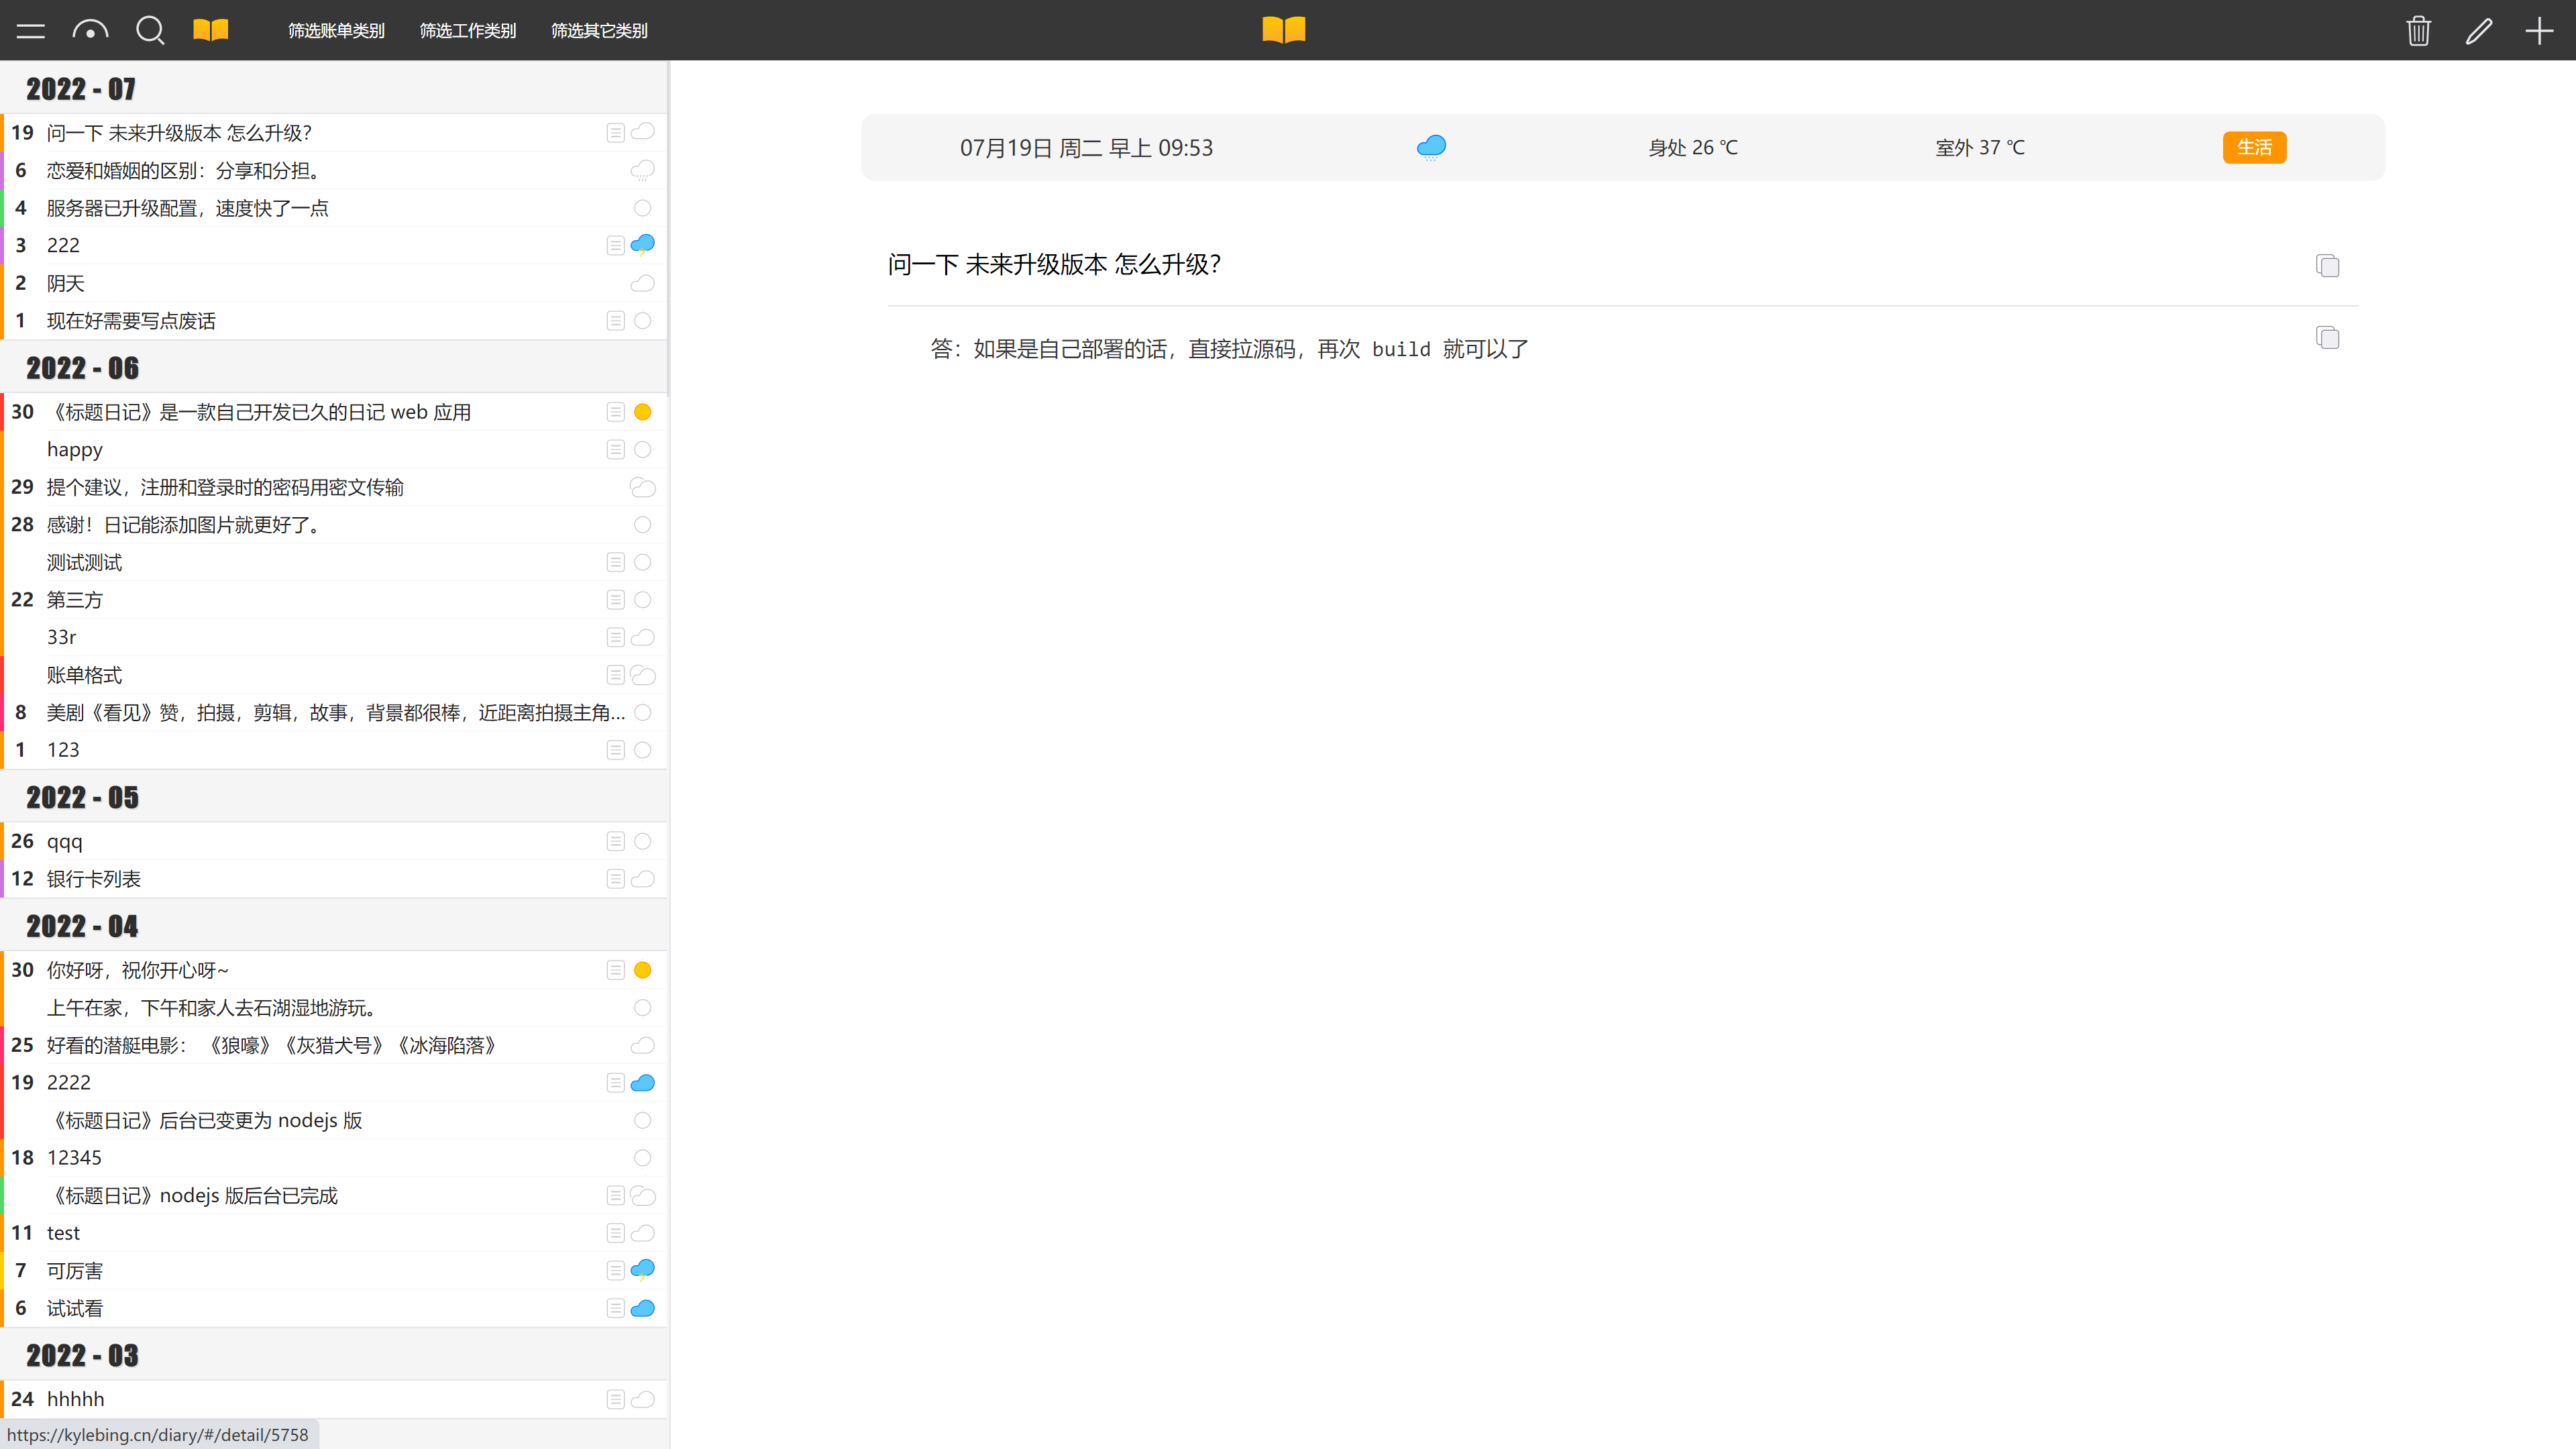 筛选账单类别 筛选工作类别 筛选其它类别
2022 - 07
19 问一下 未来升级版本 怎么升级？
6 恋爱和婚姻的区别：分享和分担。
4 服务器已升级配置，速度快了一点
3 222
2 阴天
1 现在好需要写点废话
2022 - 06
30 《标题日记》是一款自己开发已久的日记 web 应用
happy
29 提个建议，注册和登录时的密码用密文传输
28 感谢！日记能添加图片就更好了。
测试测试
22 第三方
33r
账单格式
8 美剧《看见》赞，拍摄，剪辑，故事，背景都很棒，近距离拍摄主角...
1 123
2022 - 05
26 qqq
12 银行卡列表
2022 - 04
30 你好呀，祝你开心呀~
上午在家，下午和家人去石湖湿地游玩。
25 好看的潜艇电影： 《狼嚎》《灰猎犬号》《冰海陷落》
19 2222
《标题日记》后台已变更为 nodejs 版
18 12345
《标题日记》nodejs 版后台已完成
11 test
7 可厉害
6 试试看
2022 - 03
24 hhhhh
https://kylebing.cn/diary/#/detail/5758
07月19日 周二 早上 09:53 身处 26 ℃ 室外 37 ℃ 生活
问一下 未来升级版本 怎么升级？
答：如果是自己部署的话，直接拉源码，再次 build 就可以了